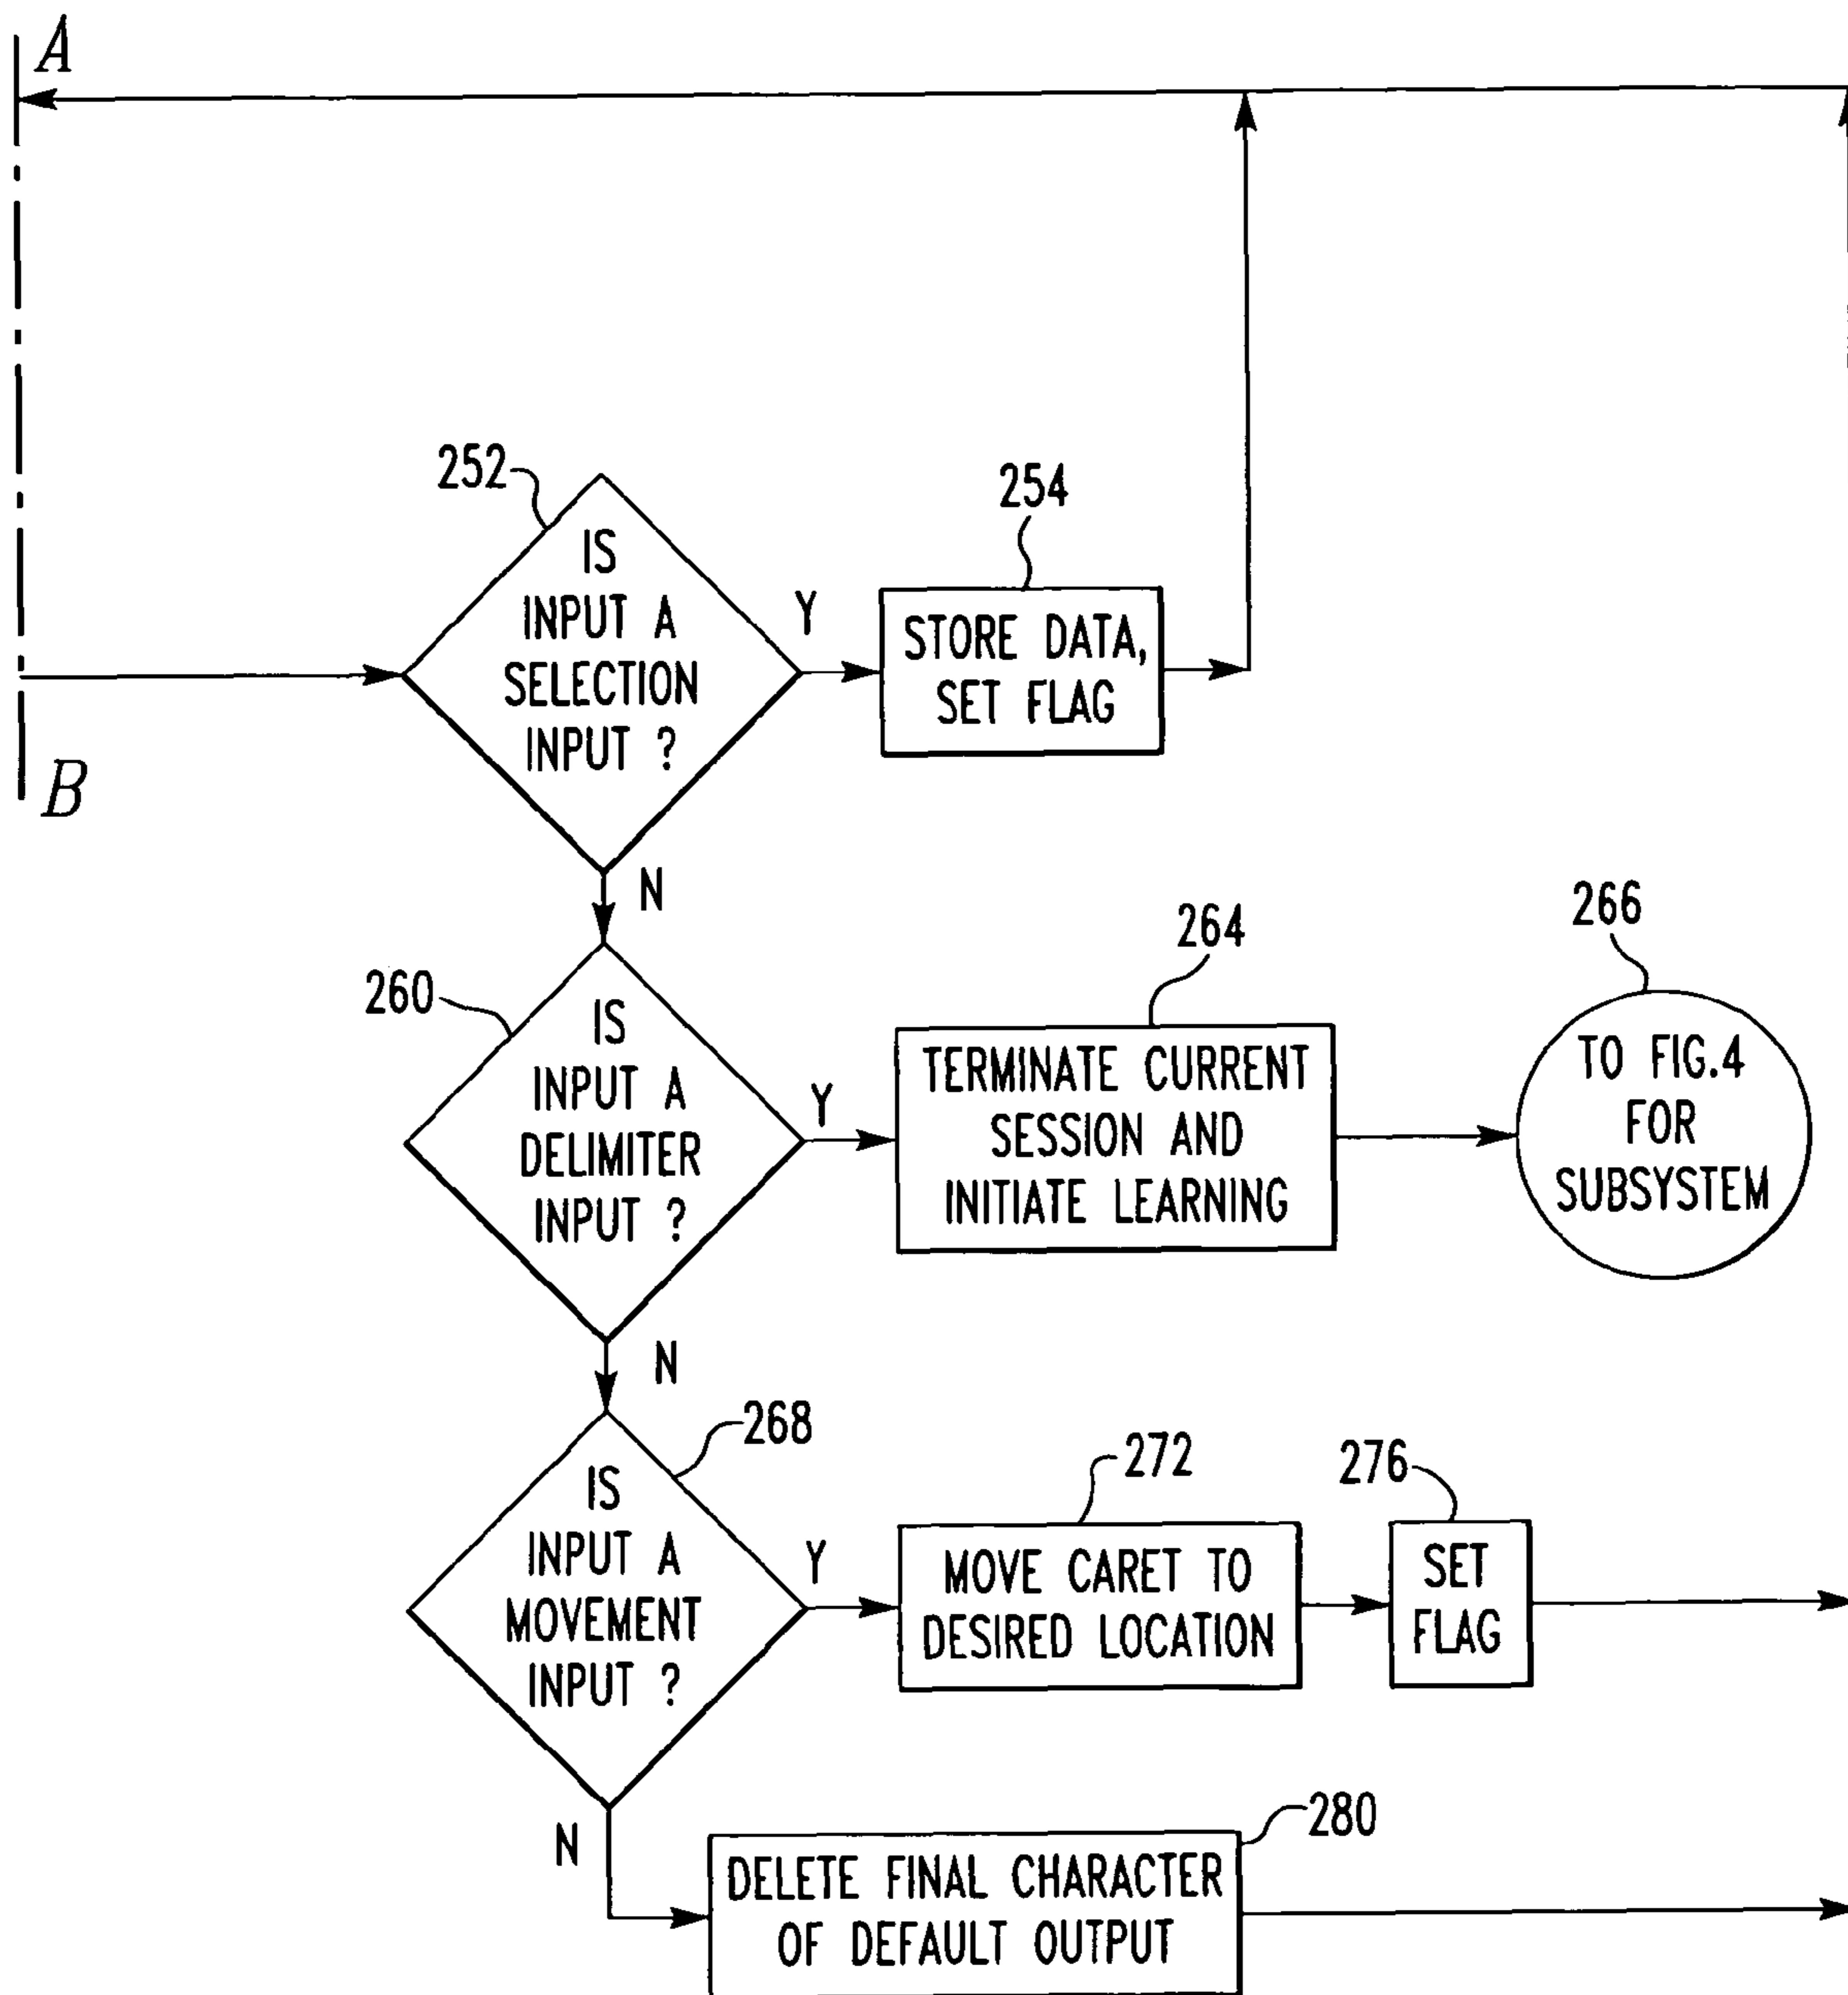 A
252
254
IS
INPUT A
SELECTION
INPUT ?
Y
STORE DATA,
SET FLAG
B
N
260
264
266
IS
INPUT A
DELIMITER
INPUT ?
Y
TERMINATE CURRENT
SESSION AND
INITIATE LEARNING
TO FIG.4
FOR
SUBSYSTEM
N
268
272
276
IS
INPUT A
MOVEMENT
INPUT ?
Y
MOVE CARET TO
DESIRED LOCATION
SET
FLAG
N
280
DELETE FINAL CHARACTER
OF DEFAULT OUTPUT